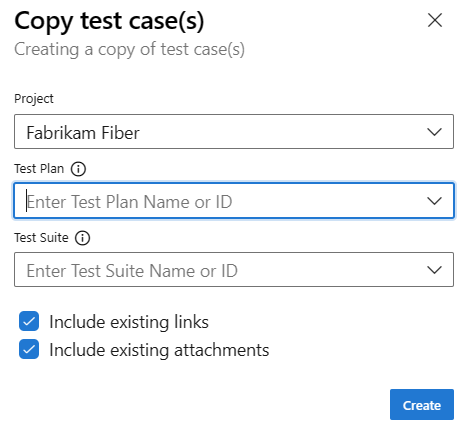 Copy test case(s)
Creating a copy of test case(s)
Project
Fabrikam Fiber
Test Plan
Enter Test Plan Name or ID
Test Suite
Enter Test Suite Name or ID
Include existing links
Include existing attachments
Create